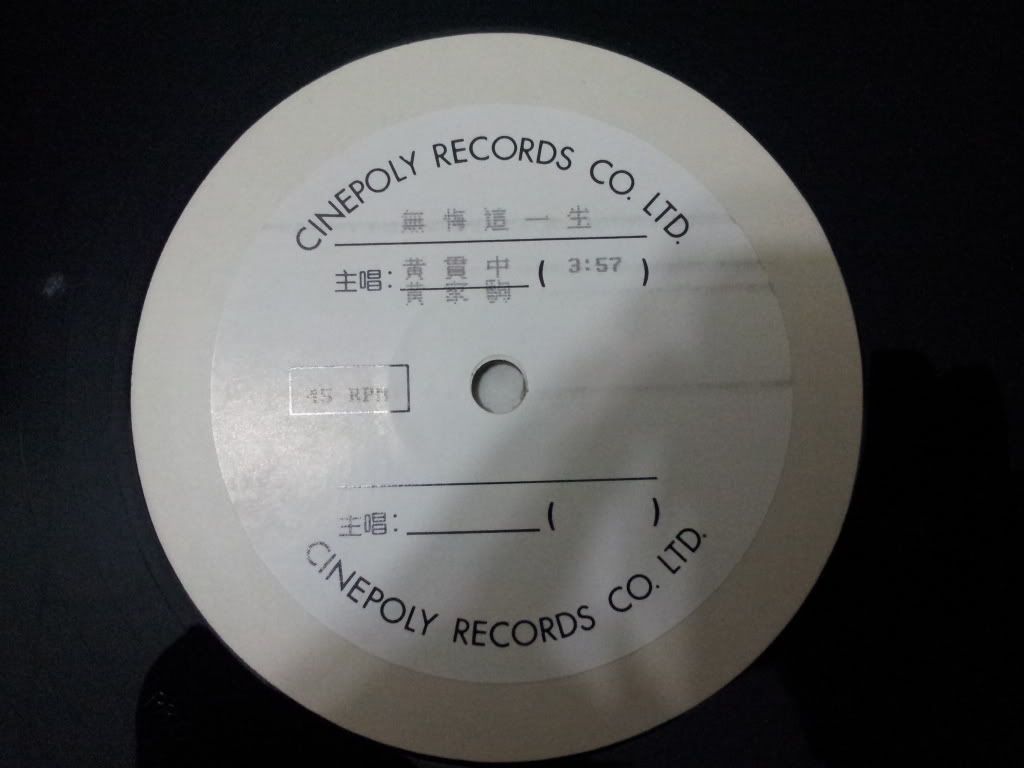 CINEPOLY RECORDS CO. LTD.
無悔這一生
主唱: 黃貫中 ( 3:57 )
黃家駒
45 RPM
主唱: ( )
CINEPOLY RECORDS CO. LTD.